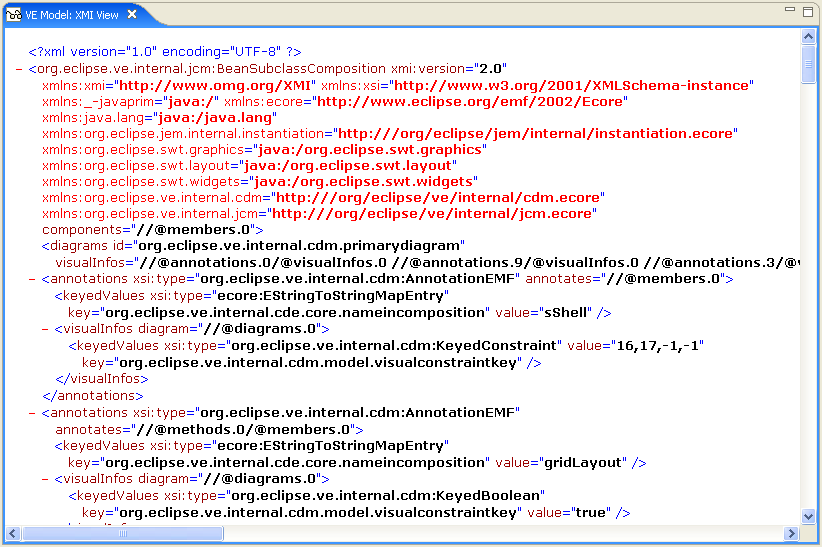 VE Model: XMI View
<?xml version="1.0" encoding="UTF-8" ?>
- <org.eclipse.ve.internal.jcm:BeanSubclassComposition xmi:version="2.0"
xmlns:xmi="http://www.omg.org/XMI" xmlns:xsi="http://www.w3.org/2001/XMLSchema-instance"
xmlns:_-javaprim="java:/" xmlns:ecore="http://www.eclipse.org/emf/2002/Ecore"
xmlns:java.lang="java:/java.lang"
xmlns:org.eclipse.jem.internal.instantiation="http:///org/eclipse/jem/internal/instantiation.ecore"
xmlns:org.eclipse.swt.graphics="java:/org.eclipse.swt.graphics"
xmlns:org.eclipse.swt.layout="java:/org.eclipse.swt.layout"
xmlns:org.eclipse.swt.widgets="java:/org.eclipse.swt.widgets"
xmlns:org.eclipse.ve.internal.cdm="http:///org/eclipse/ve/internal/cdm.ecore"
xmlns:org.eclipse.ve.internal.jcm="http:///org/eclipse/ve/internal/jcm.ecore"
components="//@members.0">
<diagrams id="org.eclipse.ve.internal.cdm.primarydiagram"
visualInfos="//@annotations.0/@visualInfos.0 //@annotations.9/@visualInfos.0 //@annotations.3/@v
- <annotations xsi:type="org.eclipse.ve.internal.cdm:AnnotationEMF" annotates="//@members.0">
<keyedValues xsi:type="ecore:EStringToStringMapEntry"
key="org.eclipse.ve.internal.cde.core.nameincomposition" value="sShell" />
- <visualInfos diagram="//@diagrams.0">
<keyedValues xsi:type="org.eclipse.ve.internal.cdm:KeyedConstraint" value="16,17,-1,-1"
key="org.eclipse.ve.internal.cdm.model.visualconstraintkey" />
</visualInfos>
</annotations>
- <annotations xsi:type="org.eclipse.ve.internal.cdm:AnnotationEMF"
annotates="//@methods.0/@members.0">
<keyedValues xsi:type="ecore:EStringToStringMapEntry"
key="org.eclipse.ve.internal.cde.core.nameincomposition" value="gridLayout" />
- <visualInfos diagram="//@diagrams.0">
<keyedValues xsi:type="org.eclipse.ve.internal.cdm:KeyedBoolean"
key="org.eclipse.ve.internal.cdm.model.visualconstraintkey" value="true" />